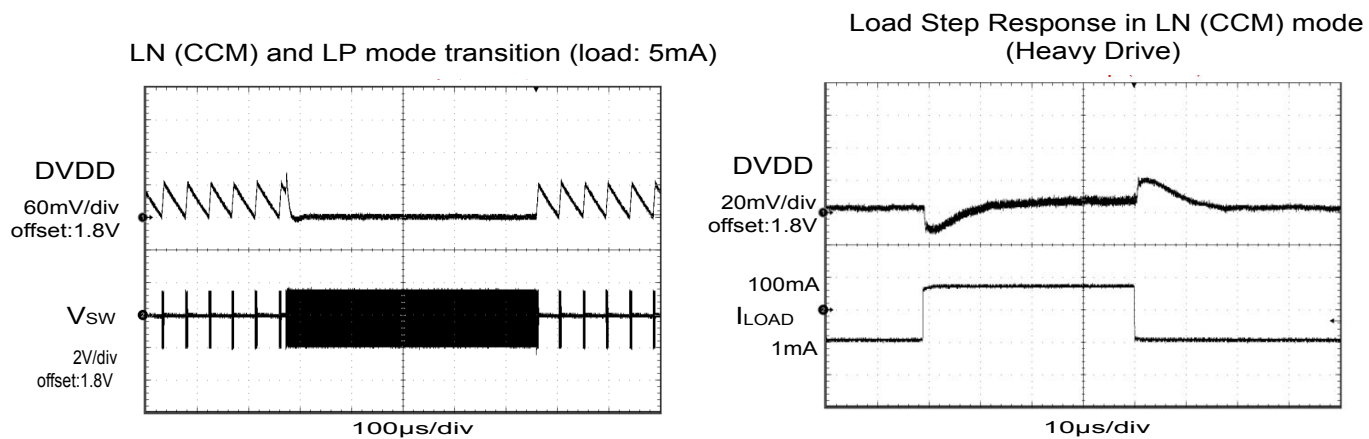 LN (CCM) and LP mode transition (load: 5mA)
DVDD
60mV/div
offset:1.8V
VSW
2V/div
offset:1.8V
100µs/div
Load Step Response in LN (CCM) mode
(Heavy Drive)
DVDD
20mV/div
offset:1.8V
100mA
ILOAD
1mA
10µs/div